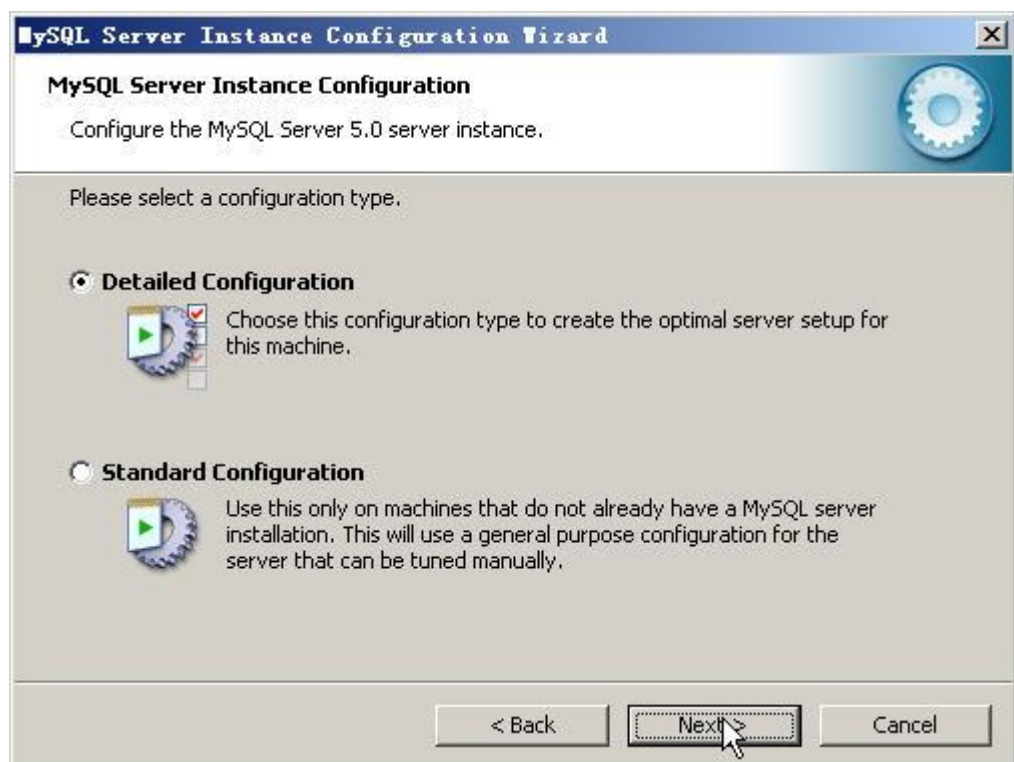 MySQL Server Instance Configuration Wizard
MySQL Server Instance Configuration
Configure the MySQL Server 5.0 server instance.
Please select a configuration type.
Detailed Configuration
Choose this configuration type to create the optimal server setup for
this machine.
Standard Configuration
Use this only on machines that do not already have a MySQL server
installation. This will use a general purpose configuration for the
server that can be tuned manually.
< Back
Next >
Cancel